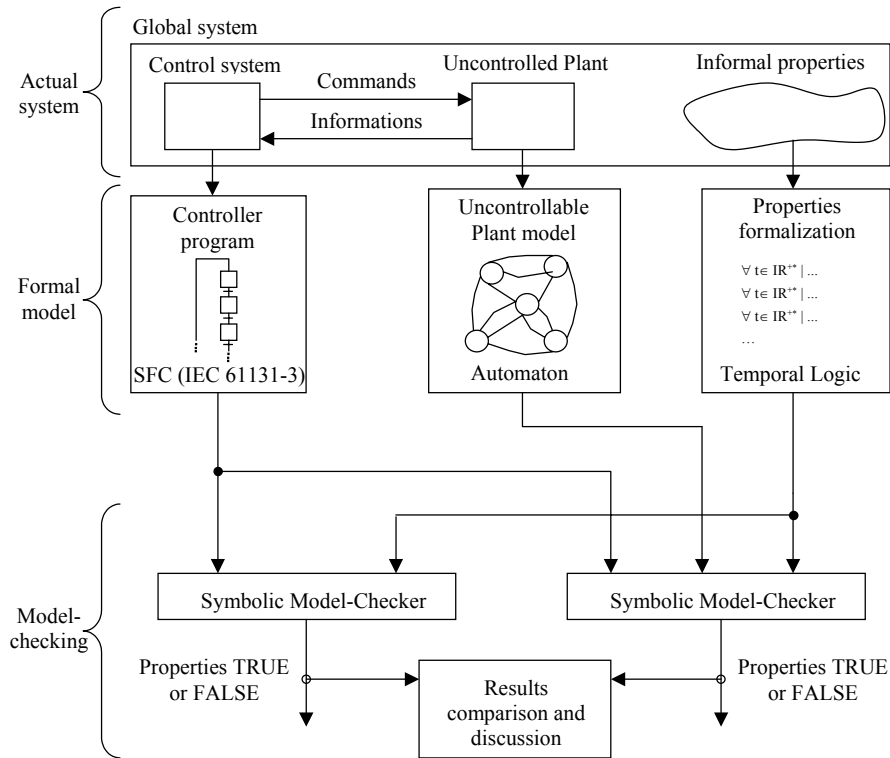 Global system
Actual
system
Control system
Commands
Informations
Uncontrolled Plant
Informal properties
Formal
model
Controller
program
SFC (IEC 61131-3)
Uncontrollable
Plant model
Automaton
Properties
formalization
∀ t∈ IR⁺* | ...
∀ t∈ IR⁺* | ...
∀ t∈ IR⁺* | ...
...
Temporal Logic
Model-
checking
Symbolic Model-Checker
Symbolic Model-Checker
Properties TRUE
or FALSE
Results
comparison and
discussion
Properties TRUE
or FALSE